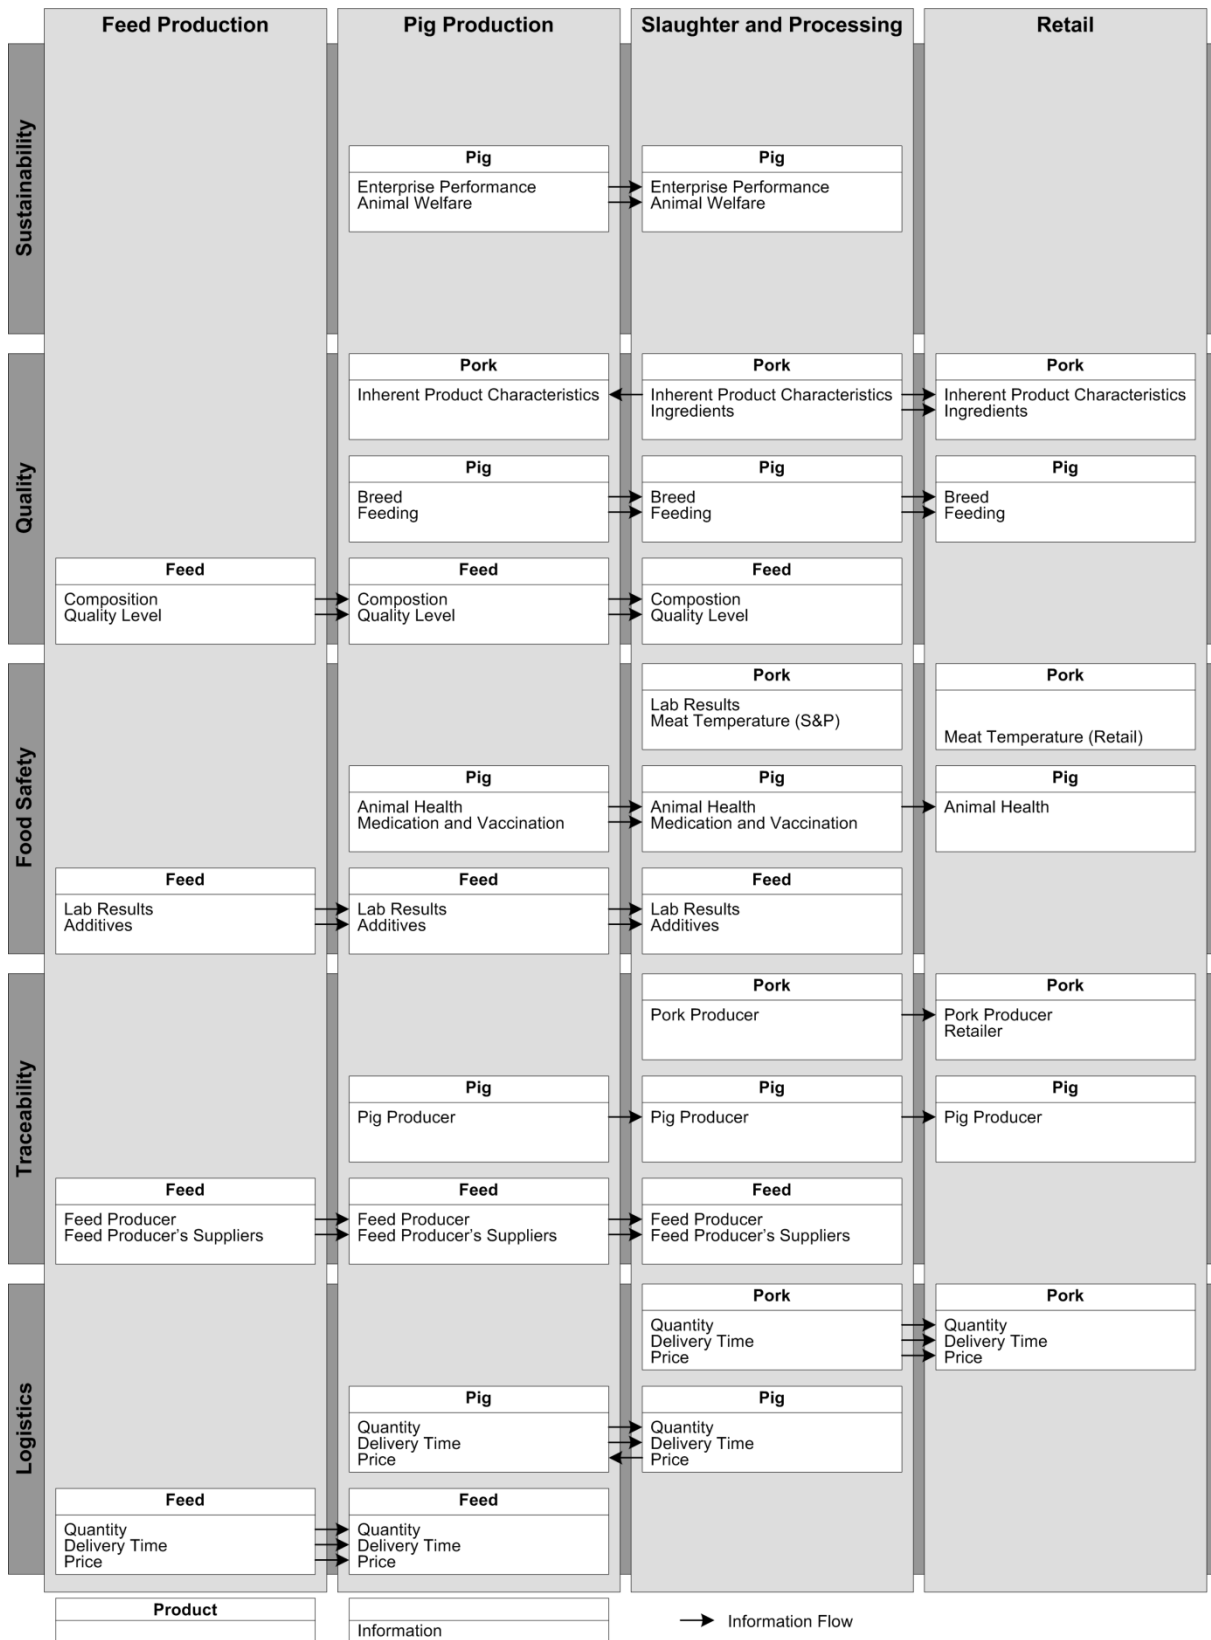 Feed Production
Pig Production
Slaughter and Processing
Retail
Sustainability
Pig
Enterprise Performance
Animal Welfare
Pig
Enterprise Performance
Animal Welfare
Quality
Pork
Inherent Product Characteristics
Pork
Inherent Product Characteristics
Ingredients
Pork
Inherent Product Characteristics
Ingredients
Pig
Breed
Feeding
Pig
Breed
Feeding
Pig
Breed
Feeding
Feed
Composition
Quality Level
Feed
Compostion
Quality Level
Feed
Compostion
Quality Level
Food Safety
Pork
Lab Results
Meat Temperature (S&P)
Pork
Meat Temperature (Retail)
Pig
Animal Health
Medication and Vaccination
Pig
Animal Health
Medication and Vaccination
Pig
Animal Health
Feed
Lab Results
Additives
Feed
Lab Results
Additives
Feed
Lab Results
Additives
Traceability
Pork
Pork Producer
Pork
Pork Producer
Retailer
Pig
Pig Producer
Pig
Pig Producer
Pig
Pig Producer
Feed
Feed Producer
Feed Producer's Suppliers
Feed
Feed Producer
Feed Producer's Suppliers
Feed
Feed Producer
Feed Producer's Suppliers
Logistics
Pork
Quantity
Delivery Time
Price
Pork
Quantity
Delivery Time
Price
Pig
Quantity
Delivery Time
Price
Pig
Quantity
Delivery Time
Price
Feed
Quantity
Delivery Time
Price
Feed
Quantity
Delivery Time
Price
Product
Information
Information Flow